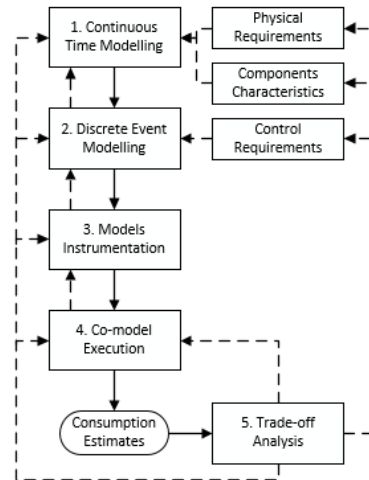 1. Continuous
Time Modelling
Physical
Requirements
Components
Characteristics
2. Discrete Event
Modelling
Control
Requirements
3. Models
Instrumentation
4. Co-model
Execution
Consumption
Estimates
5. Trade-off
Analysis